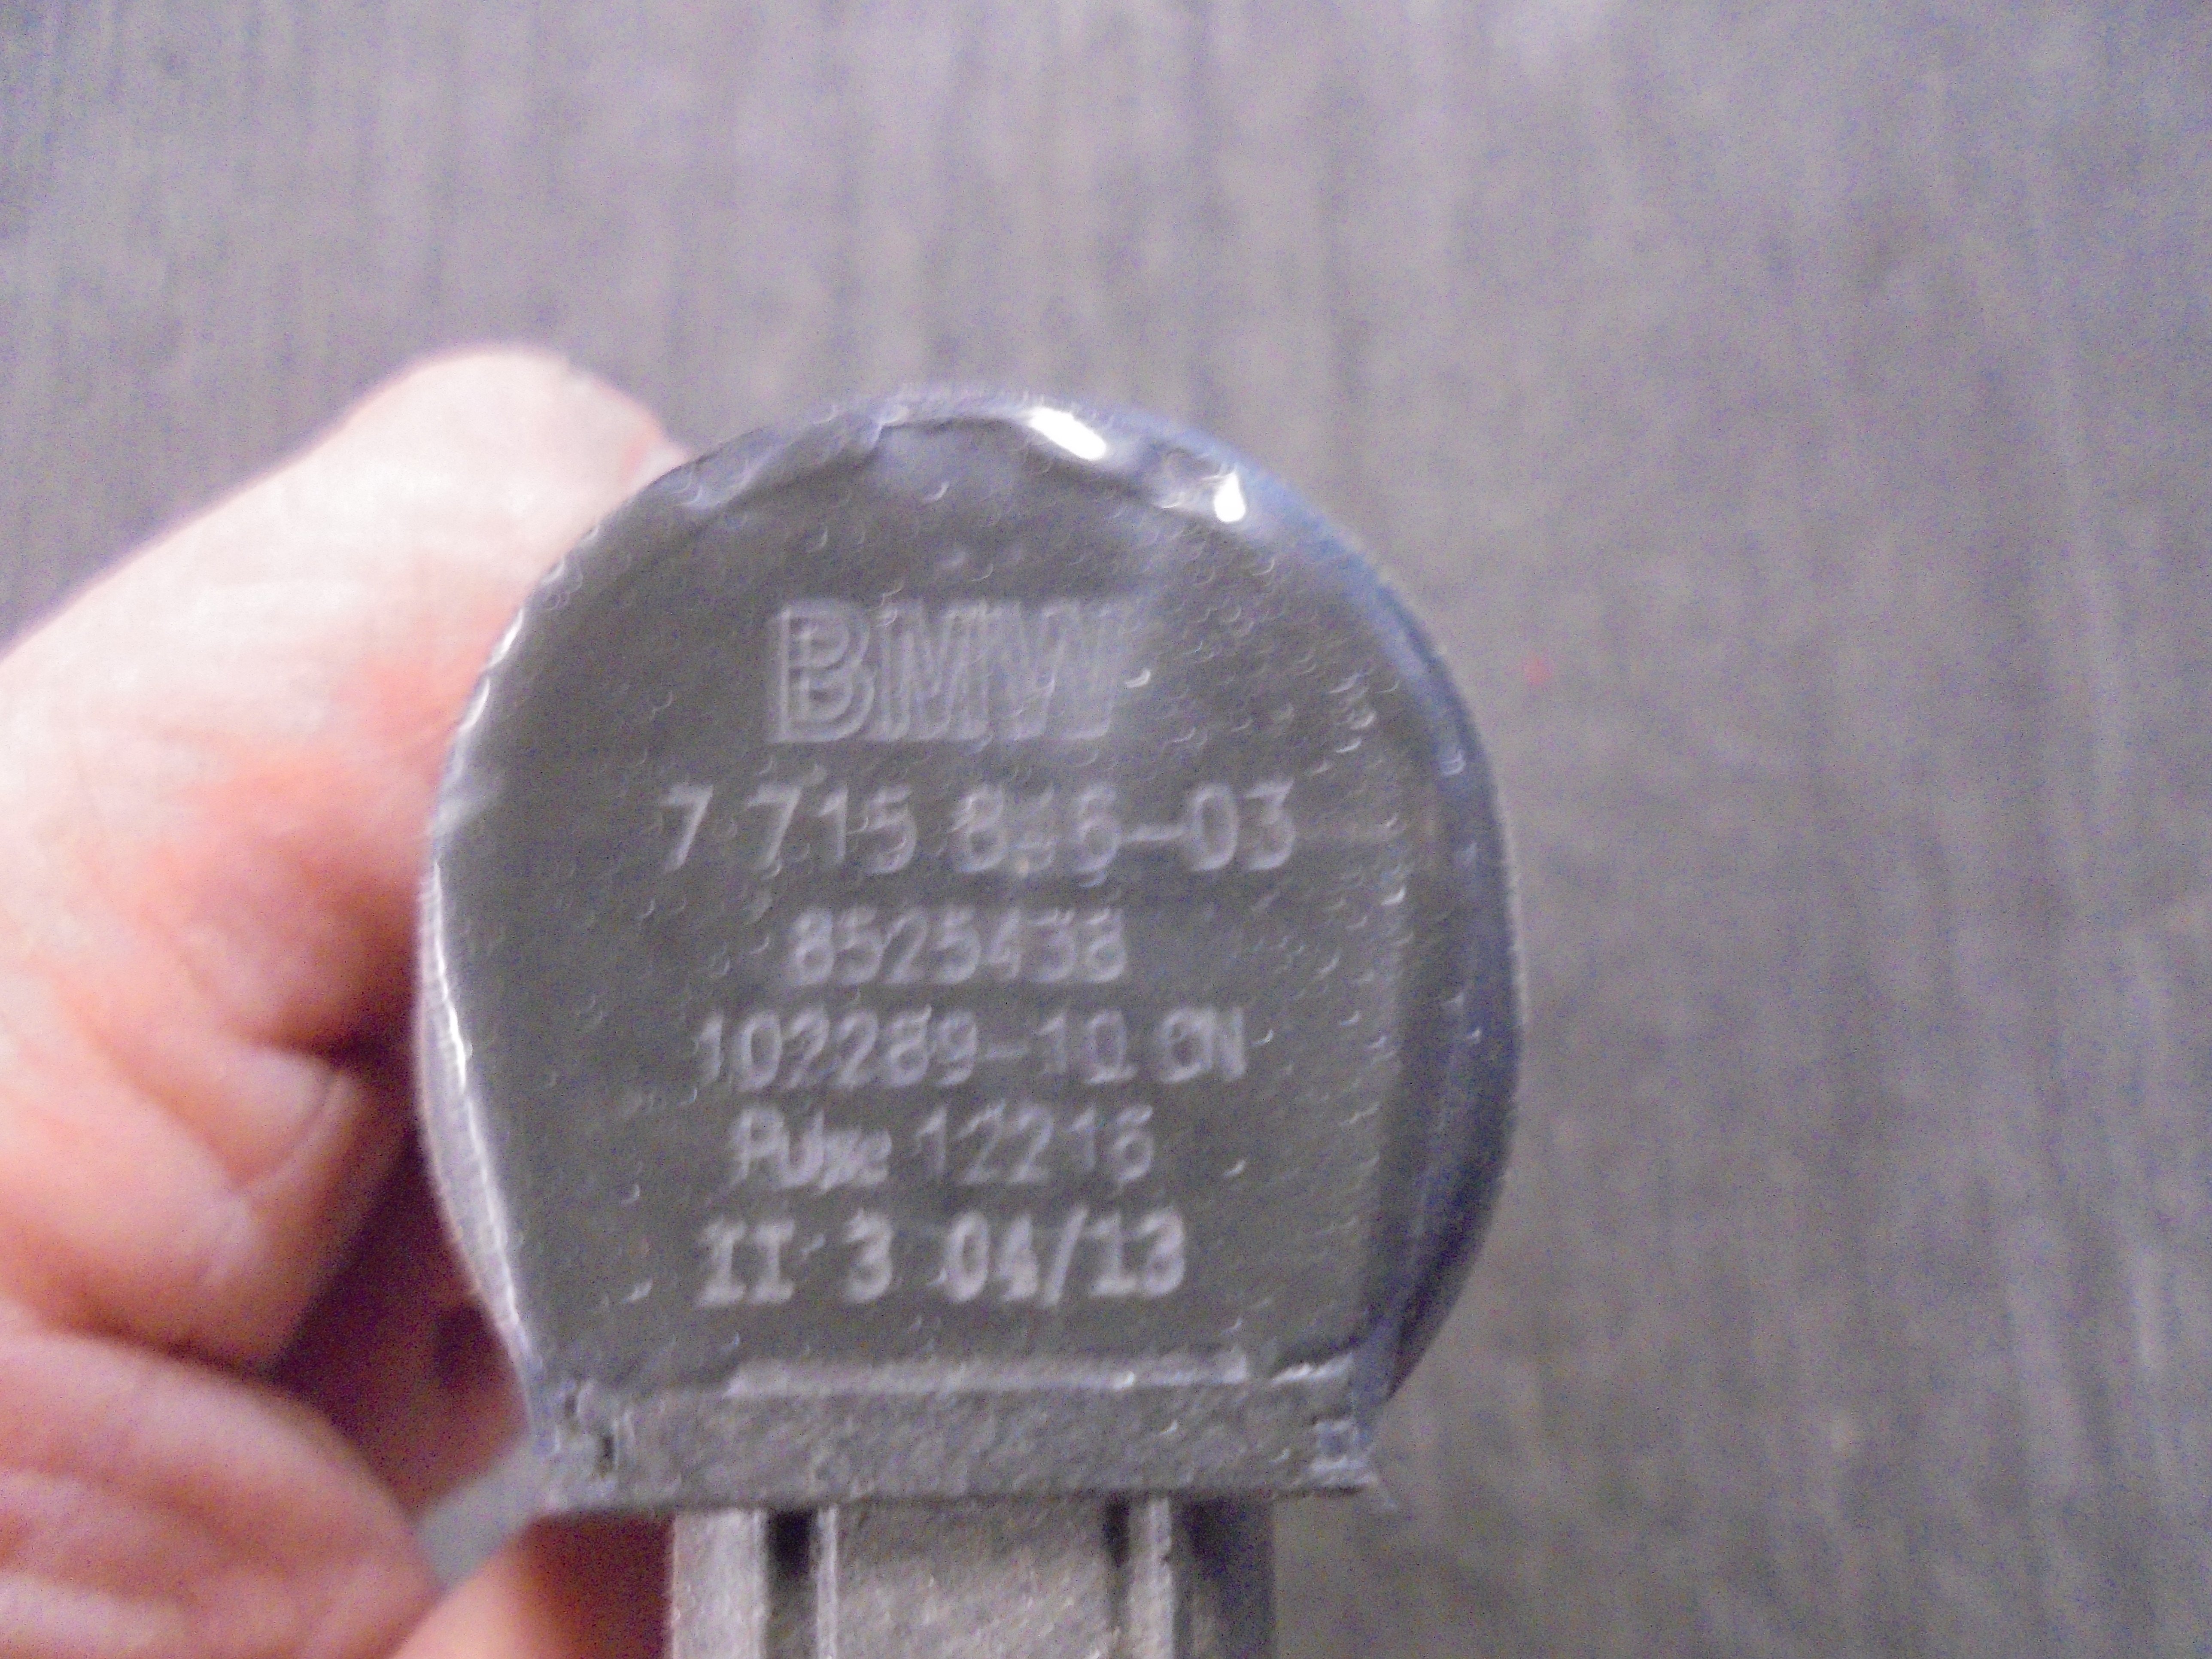 BMW
7 715
8525438
102289-10 CN
Pulse 12216
II 3 04/13